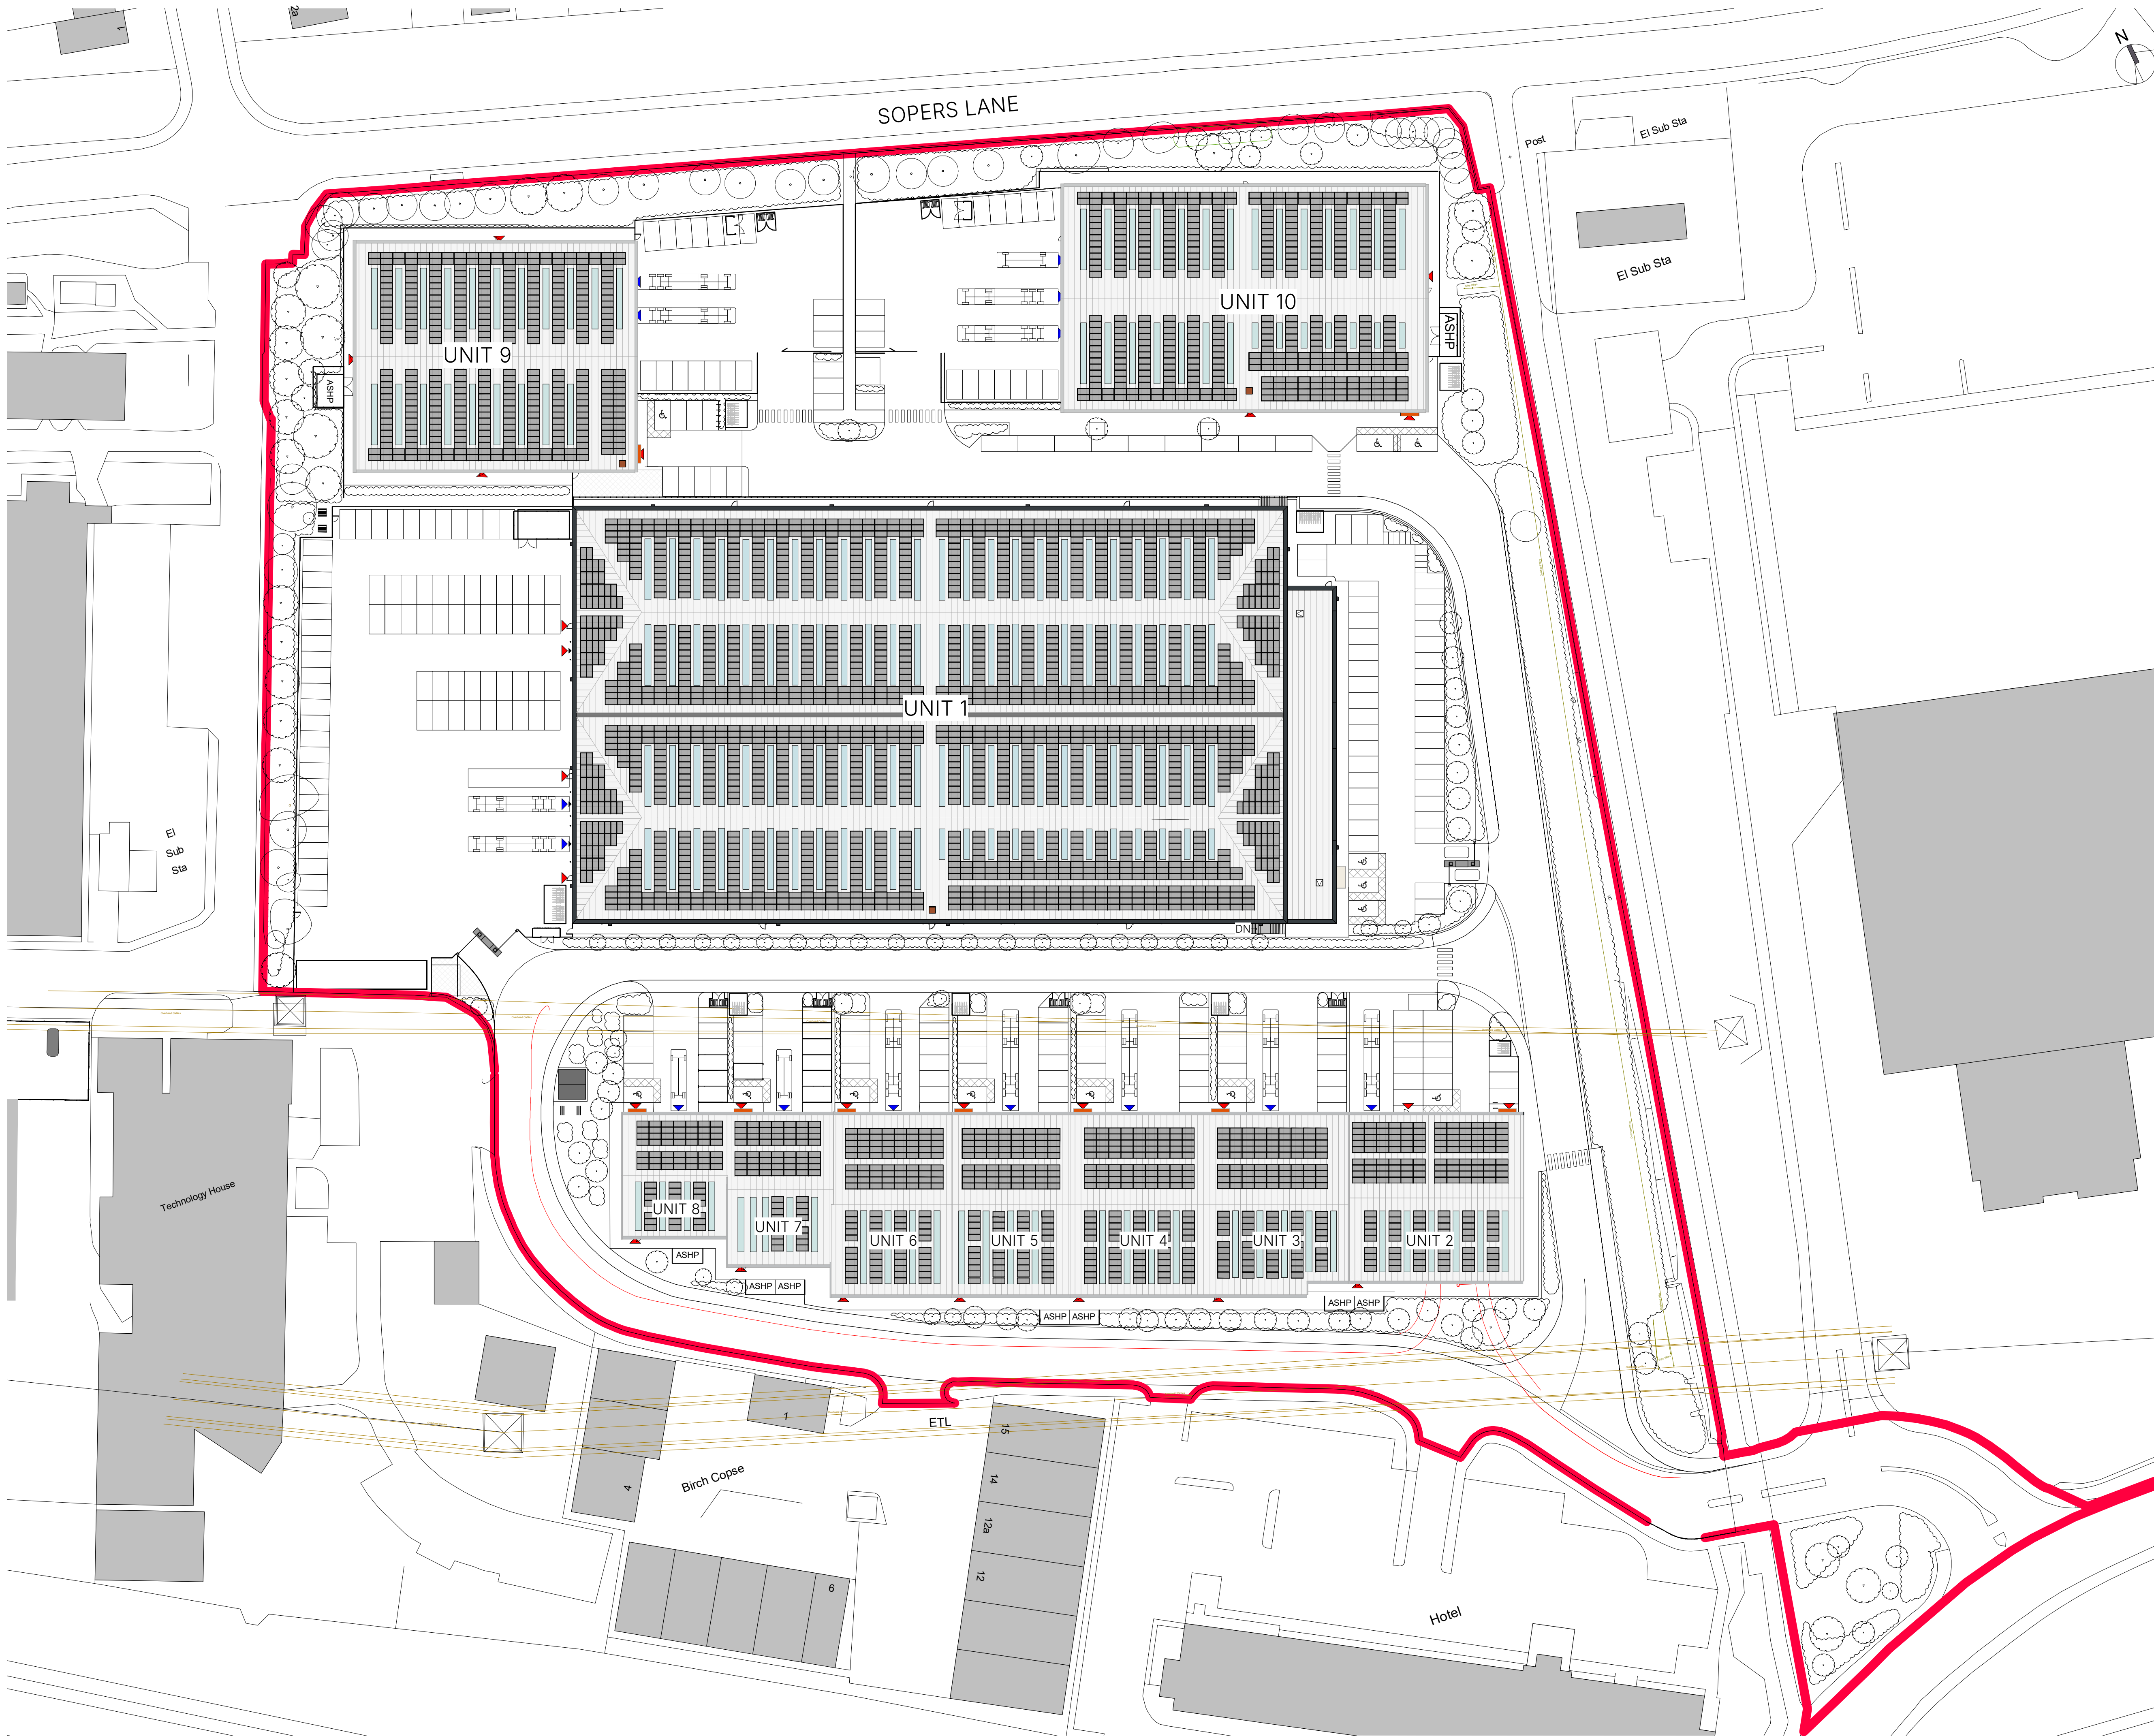 1
2a
N
SOPERS LANE
Post
El Sub Sta
El Sub Sta
UNIT 10
UNIT 9
ASHP
ASHP
UNIT 1
El
Sub
Sta
DN
Technology House
UNIT 8
UNIT 7
UNIT 6
UNIT 5
UNIT 4
UNIT 3
UNIT 2
ASHP
ASHP ASHP
ASHP ASHP
ASHP ASHP
1
ETL
15
14
12a
12
4
Birch Copse
6
Hotel